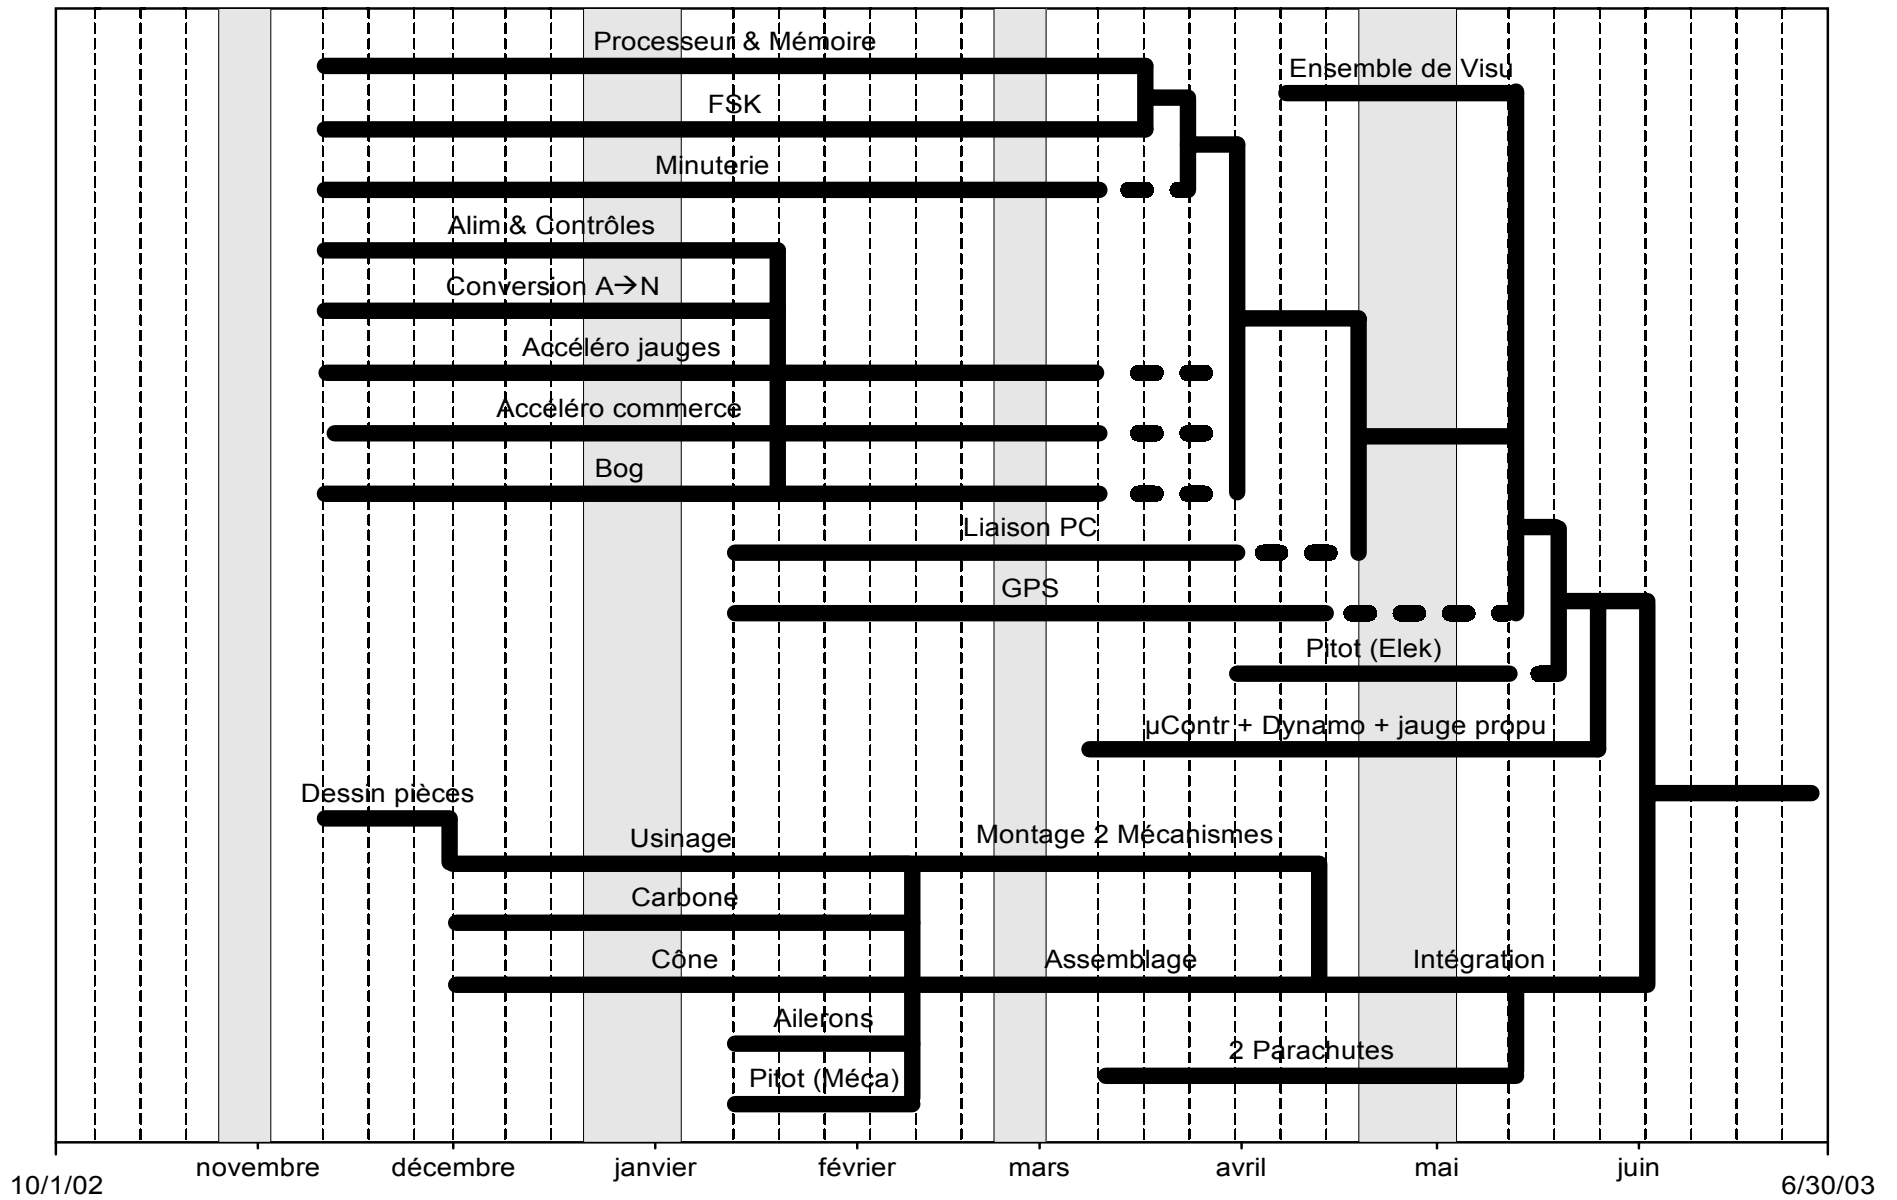 Processeur & Mémoire
Ensemble de Visu
FSK
Minuterie
Alim & Contrôles
Conversion A→N
Accéléro jauges
Accéléro commerce
Bog
Liaison PC
GPS
Pitot (Elek)
µContr + Dynamo + jauge propu
Dessin pièces
Usinage
Montage 2 Mécanismes
Carbone
Cône
Assemblage
Intégration
Ailerons
2 Parachutes
Pitot (Méca)
novembre décembre janvier février mars avril mai juin
10/1/02 6/30/03